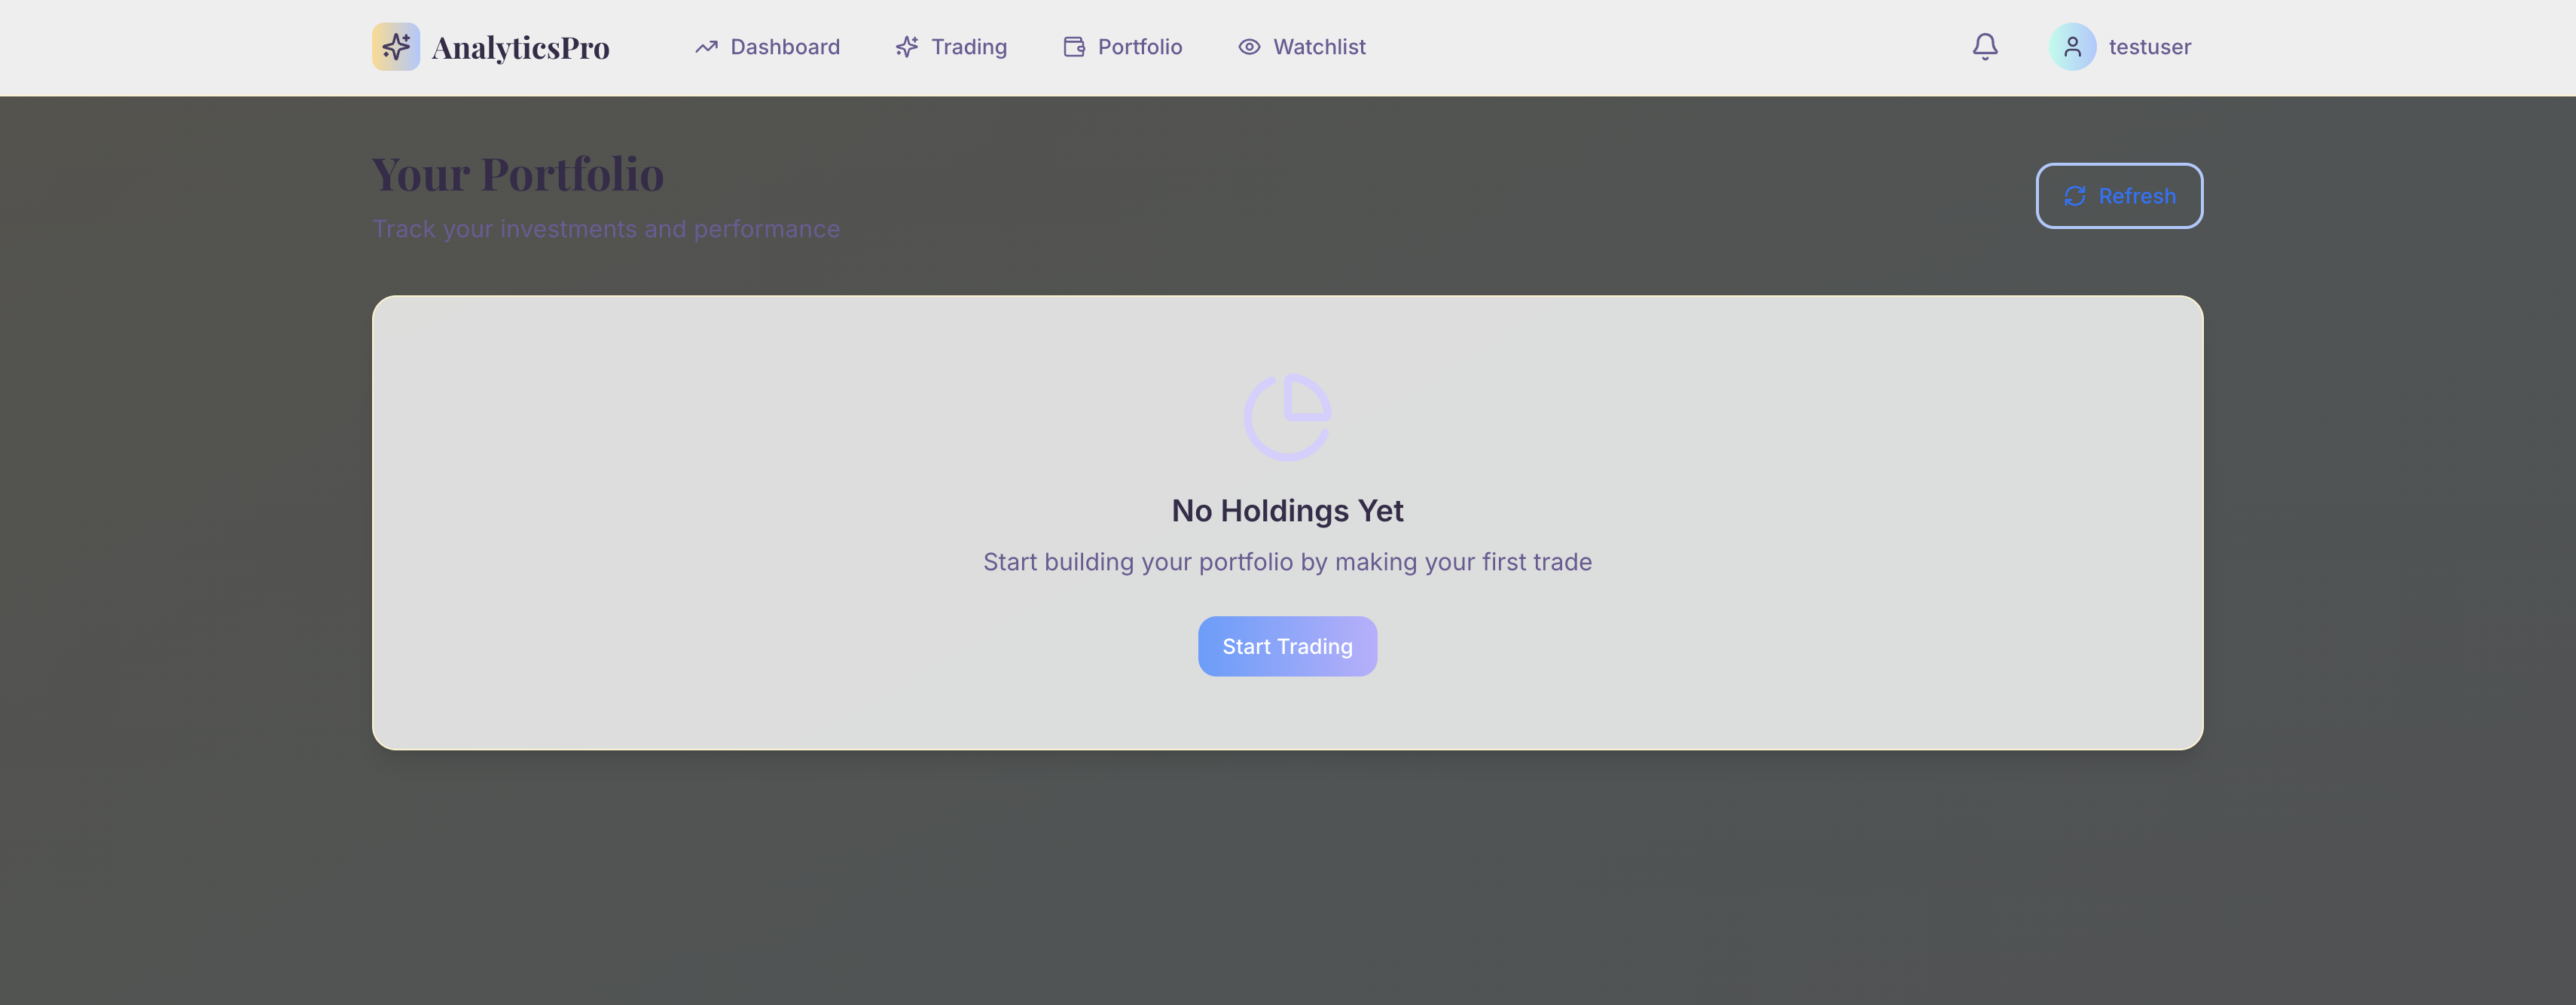 AnalyticsPro
Dashboard
Trading
Portfolio
Watchlist
testuser
Your Portfolio
Track your investments and performance
Refresh
No Holdings Yet
Start building your portfolio by making your first trade
Start Trading